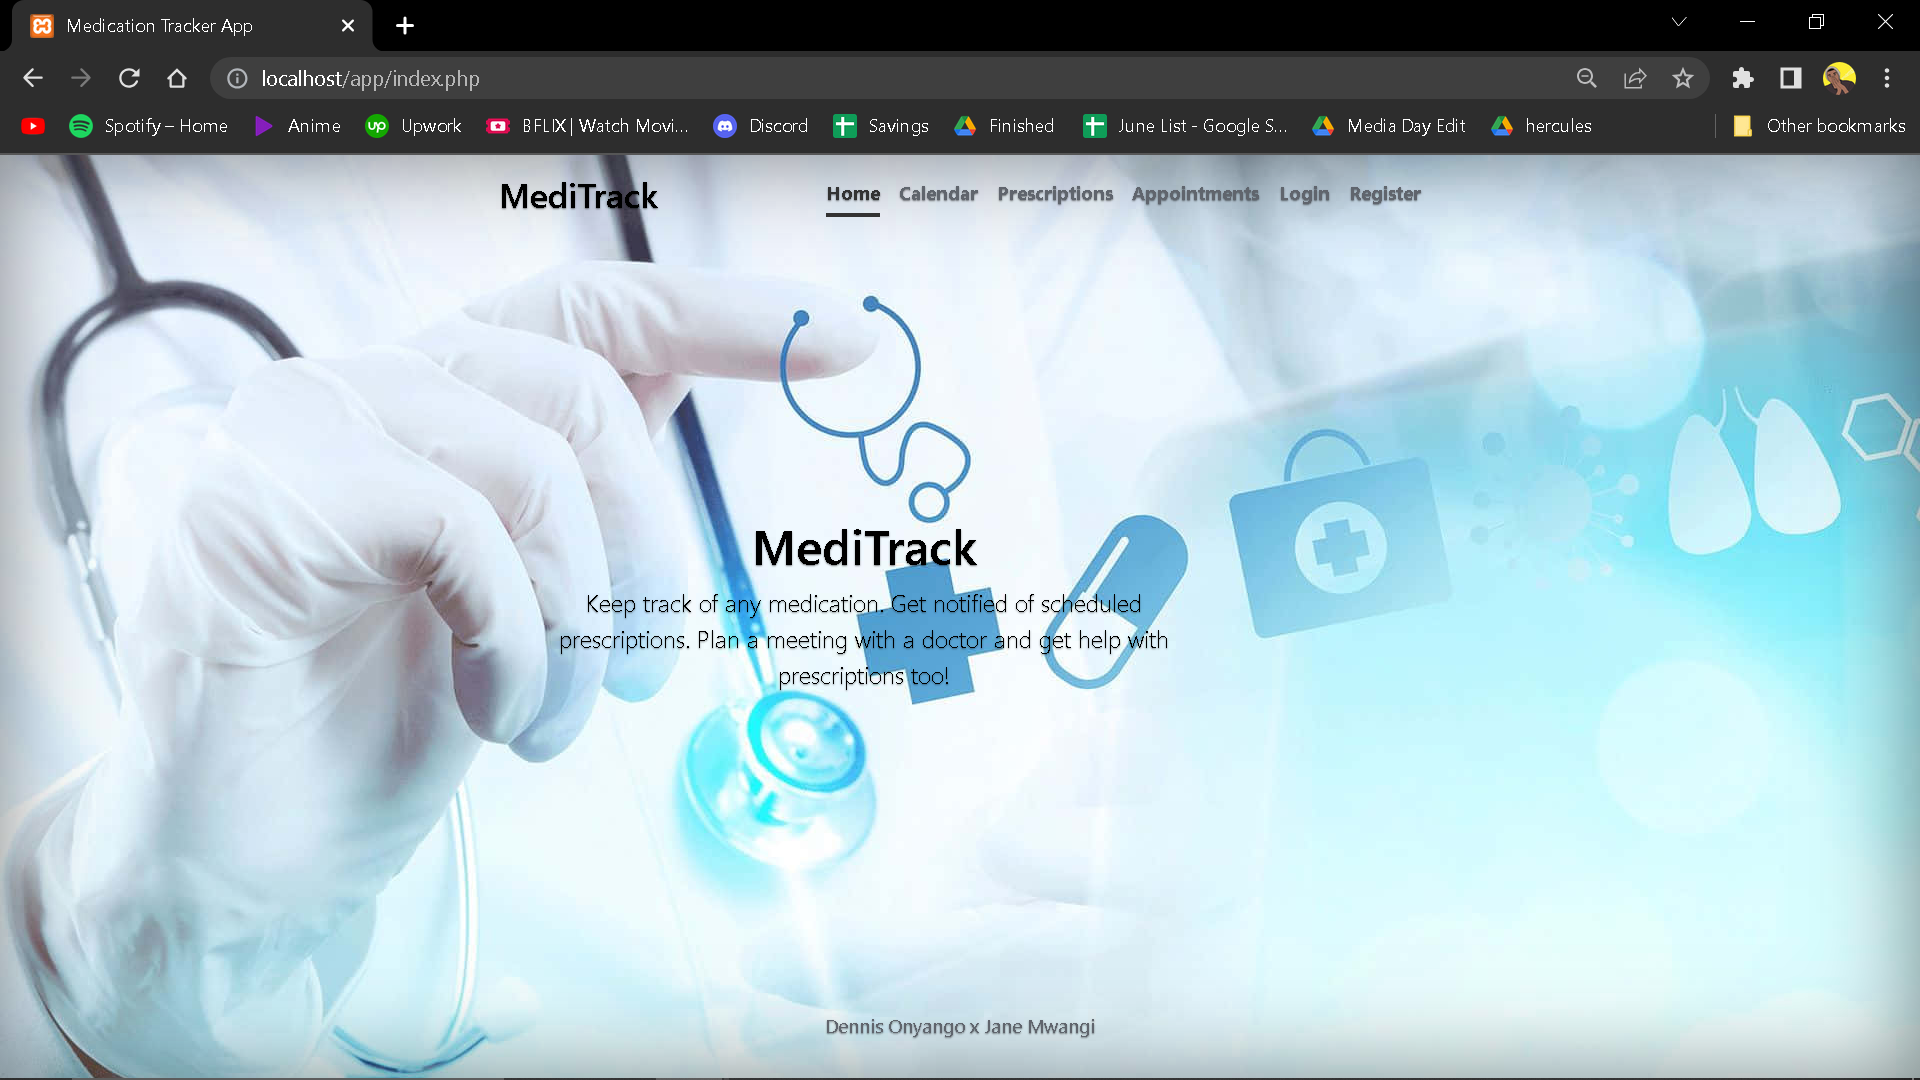 Medication Tracker App
localhost/app/index.php
Spotify – Home Anime up Upwork BFLIX | Watch Movi... Discord Savings Finished June List - Google S... Media Day Edit hercules Other bookmarks
MediTrack Home Calendar Prescriptions Appointments Login Register
MediTrack
Keep track of any medication. Get notified of scheduled
prescriptions. Plan a meeting with a doctor and get help with
prescriptions too!
Dennis Onyango x Jane Mwangi